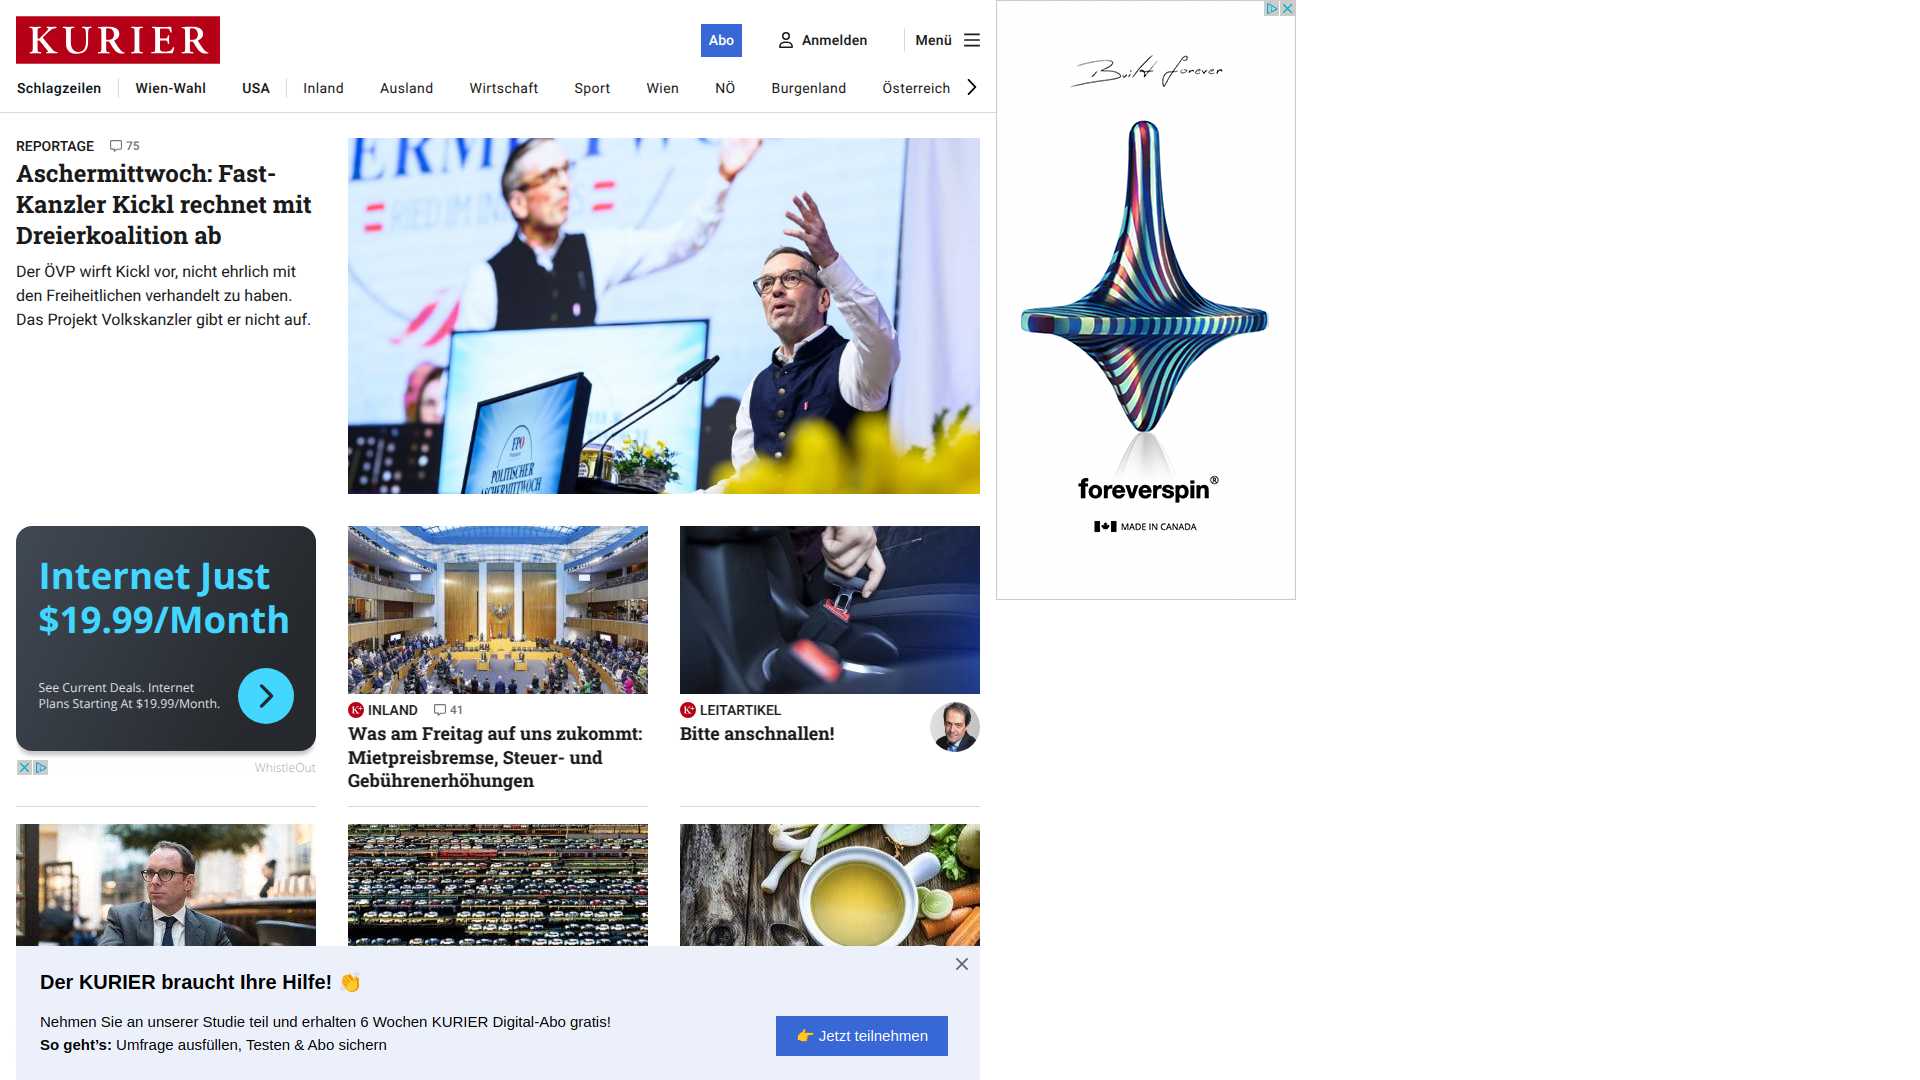 KURIER
Abo
Anmelden
Menü
Schlagzeilen
Wien-Wahl
USA
Inland
Ausland
Wirtschaft
Sport
Wien
NÖ
Burgenland
Österreich
REPORTAGE 75
Aschermittwoch: Fast-
Kanzler Kickl rechnet mit
Dreierkoalition ab
Der ÖVP wirft Kickl vor, nicht ehrlich mit
den Freiheitlichen verhandelt zu haben.
Das Projekt Volkskanzler gibt er nicht auf.
RIED IM INN
FPÖ
POLITISCHER
ASCHERMITTWOCH
Built forever
foreverspin®
MADE IN CANADA
Internet Just
$19.99/Month
See Current Deals. Internet
Plans Starting At $19.99/Month.
WhistleOut
K+ INLAND 41
Was am Freitag auf uns zukommt:
Mietpreisbremse, Steuer- und
Gebührenerhöhungen
K+ LEITARTIKEL
Bitte anschnallen!
Der KURIER braucht Ihre Hilfe! 👏
Nehmen Sie an unserer Studie teil und erhalten 6 Wochen KURIER Digital-Abo gratis!
So geht’s: Umfrage ausfüllen, Testen & Abo sichern
👉 Jetzt teilnehmen